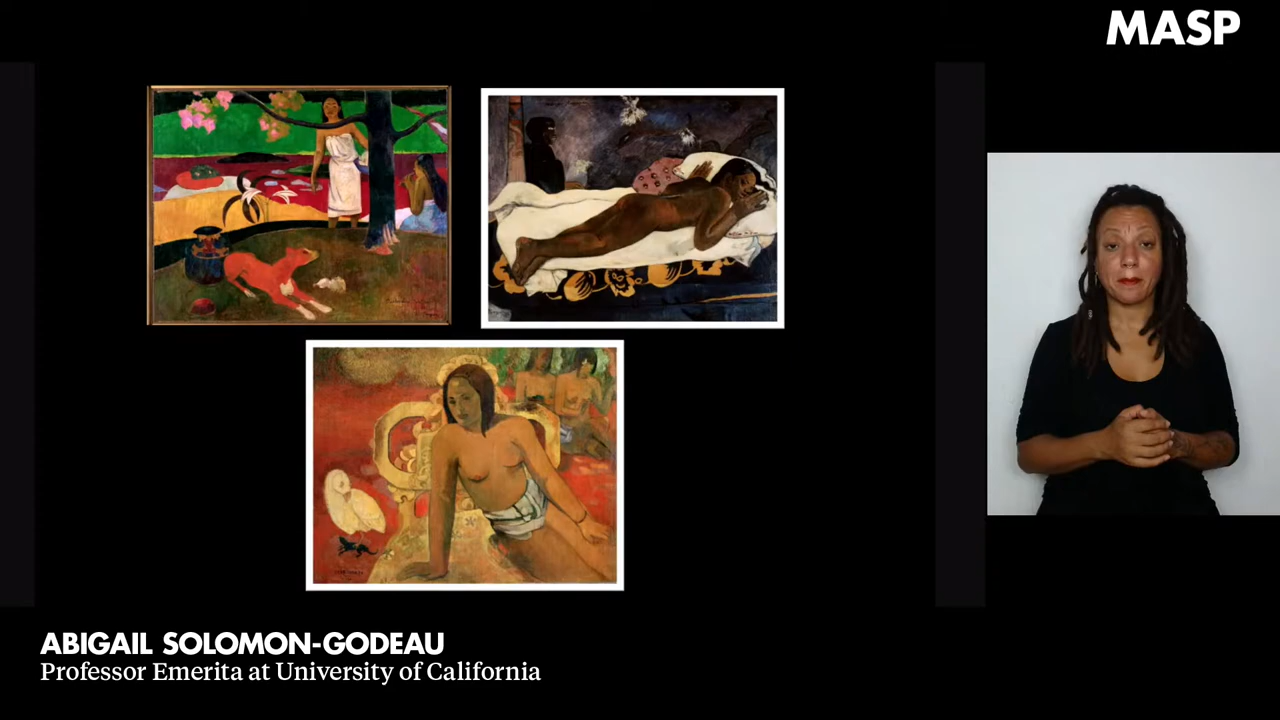 MASP
ABIGAIL SOLOMON-GODEAU
Professor Emerita at University of California